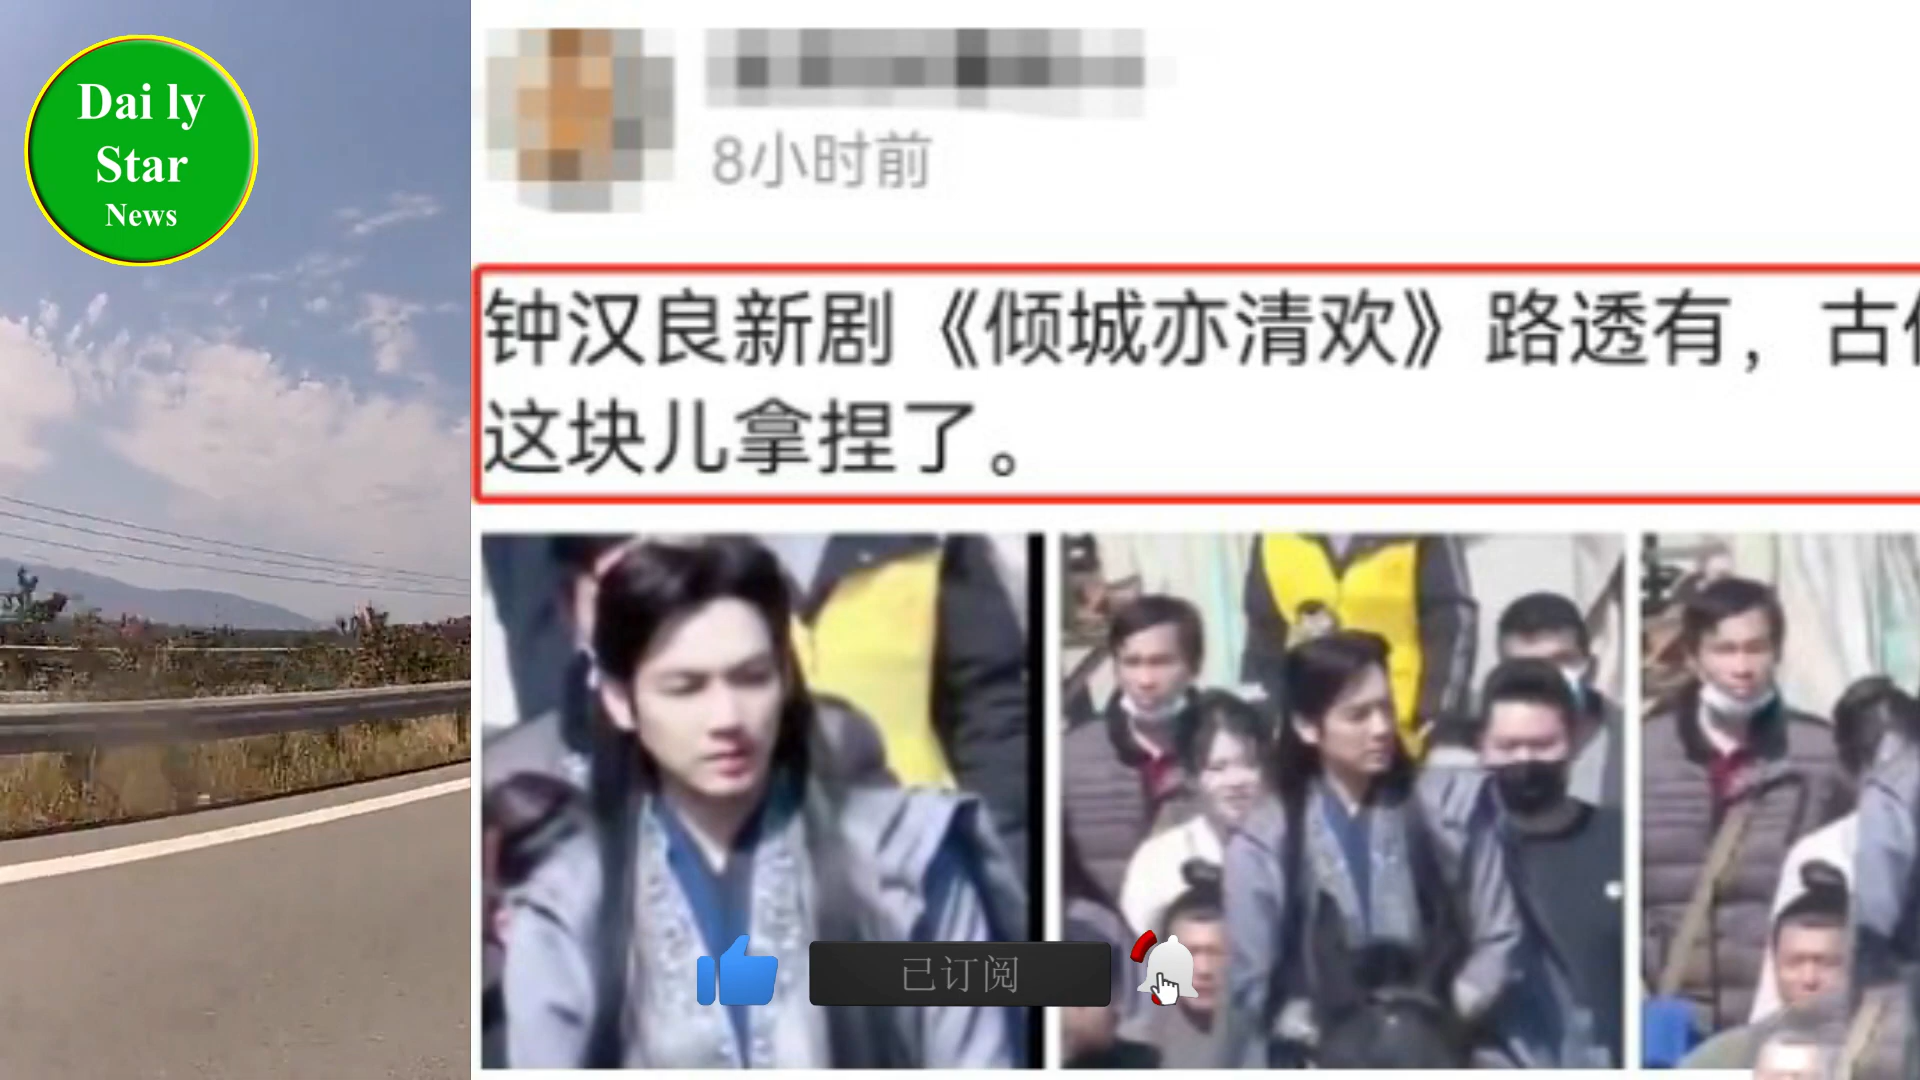 Dai ly
Star
News
8小时前
钟汉良新剧《倾城亦清欢》路透有，古
这块儿拿捏了。
已订阅